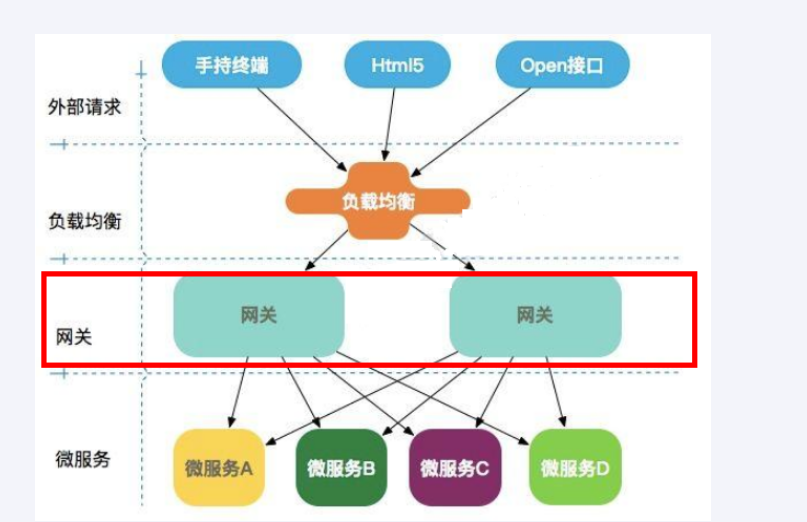 手持终端
Html5
Open接口
外部请求
负载均衡
负载均衡
网关
网关
网关
微服务
微服务A
微服务B
微服务C
微服务D